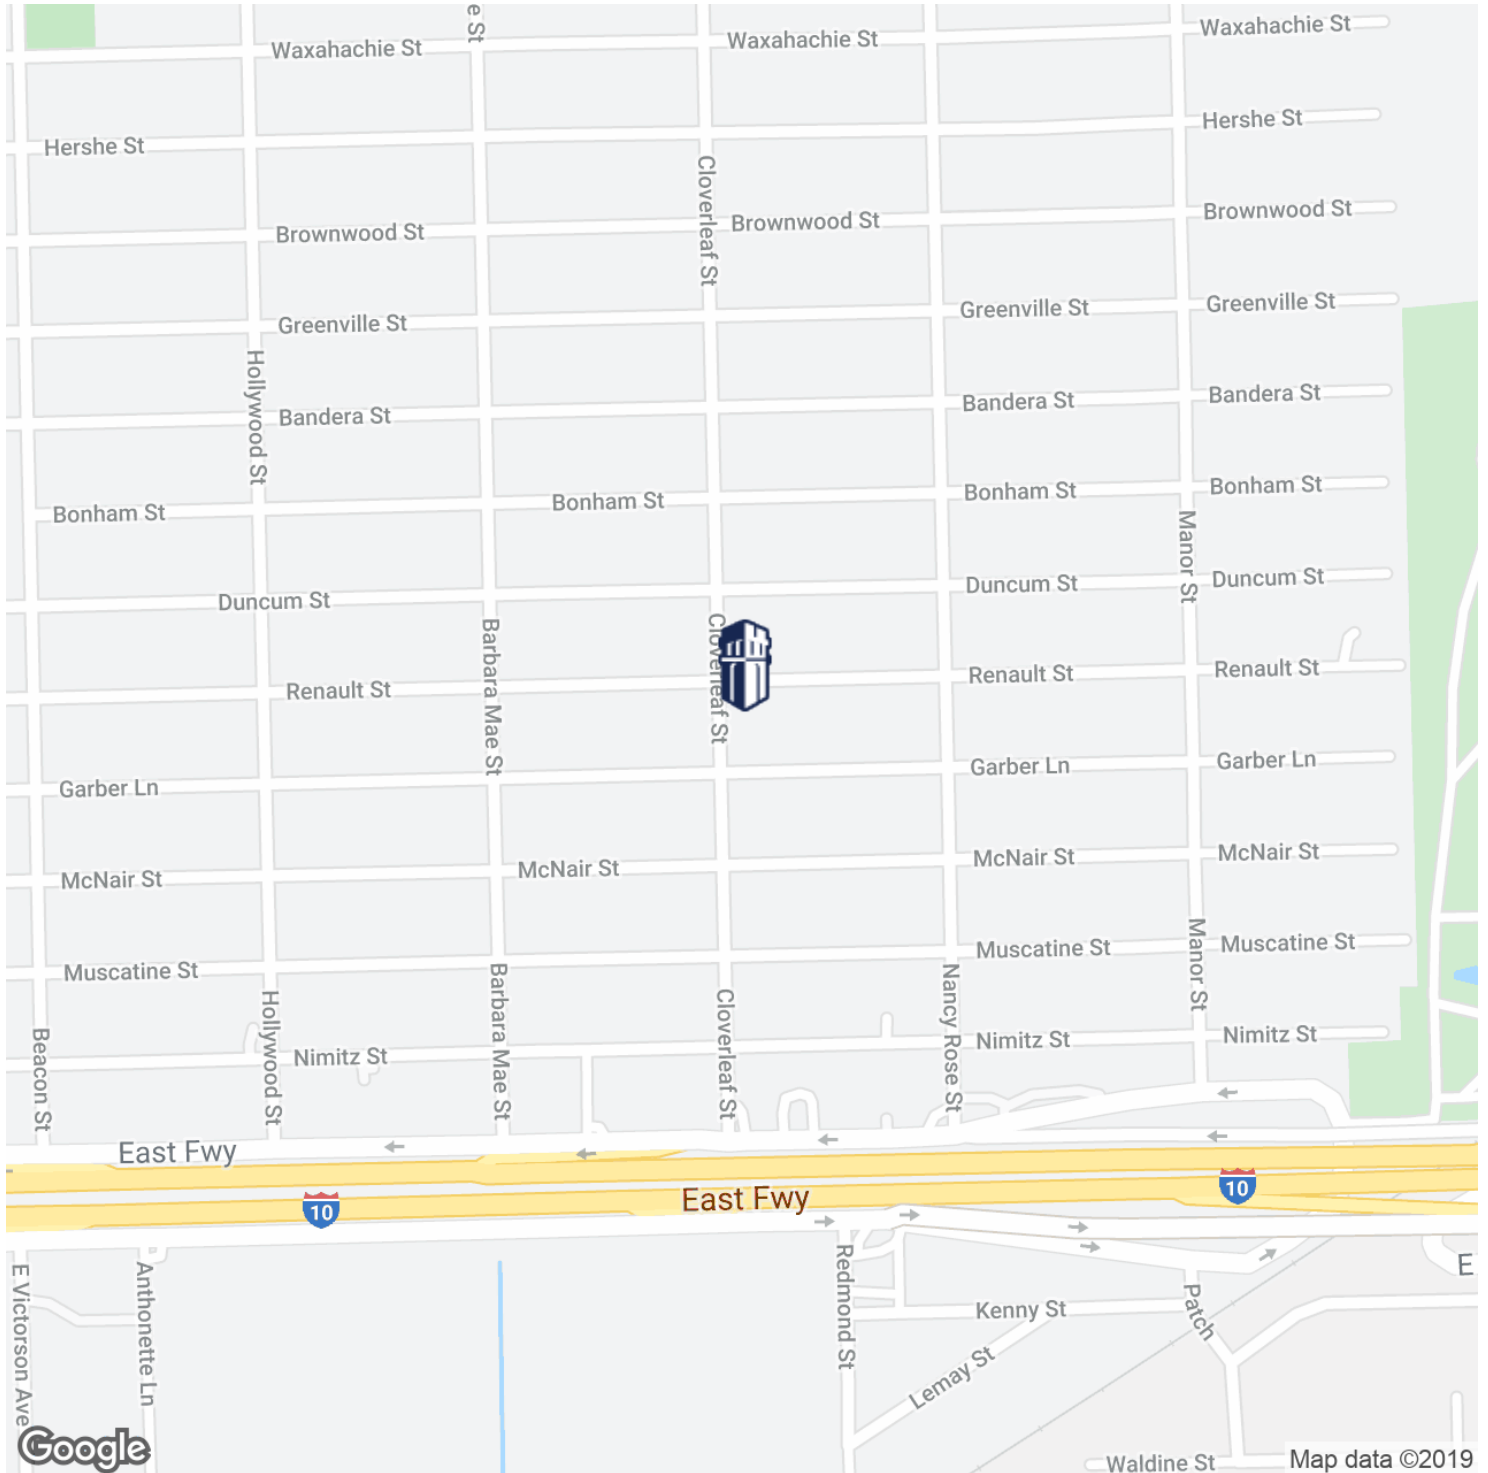 e St
Waxahachie St
Waxahachie St
Waxahachie St
Hershe St
Hershe St
Cloverleaf St
Brownwood St
Brownwood St
Brownwood St
Greenville St
Greenville St
Greenville St
Hollywood St
Bandera St
Bandera St
Bandera St
Bonham St
Bonham St
Bonham St
Bonham St
Manor St
Duncum St
Duncum St
Duncum St
Barbara Mae St
Cloverleaf St
Renault St
Renault St
Renault St
Garber Ln
Garber Ln
Garber Ln
McNair St
McNair St
McNair St
McNair St
Muscatine St
Muscatine St
Muscatine St
Manor St
Nancy Rose St
Barbara Mae St
Cloverleaf St
Hollywood St
Beacon St
Nimitz St
Nimitz St
Nimitz St
East Fwy
10
East Fwy
10
E Victorson Ave
Anthonette Ln
Redmond St
Kenny St
Patch
E
Lemay St
Waldine St
Google
Map data ©2019